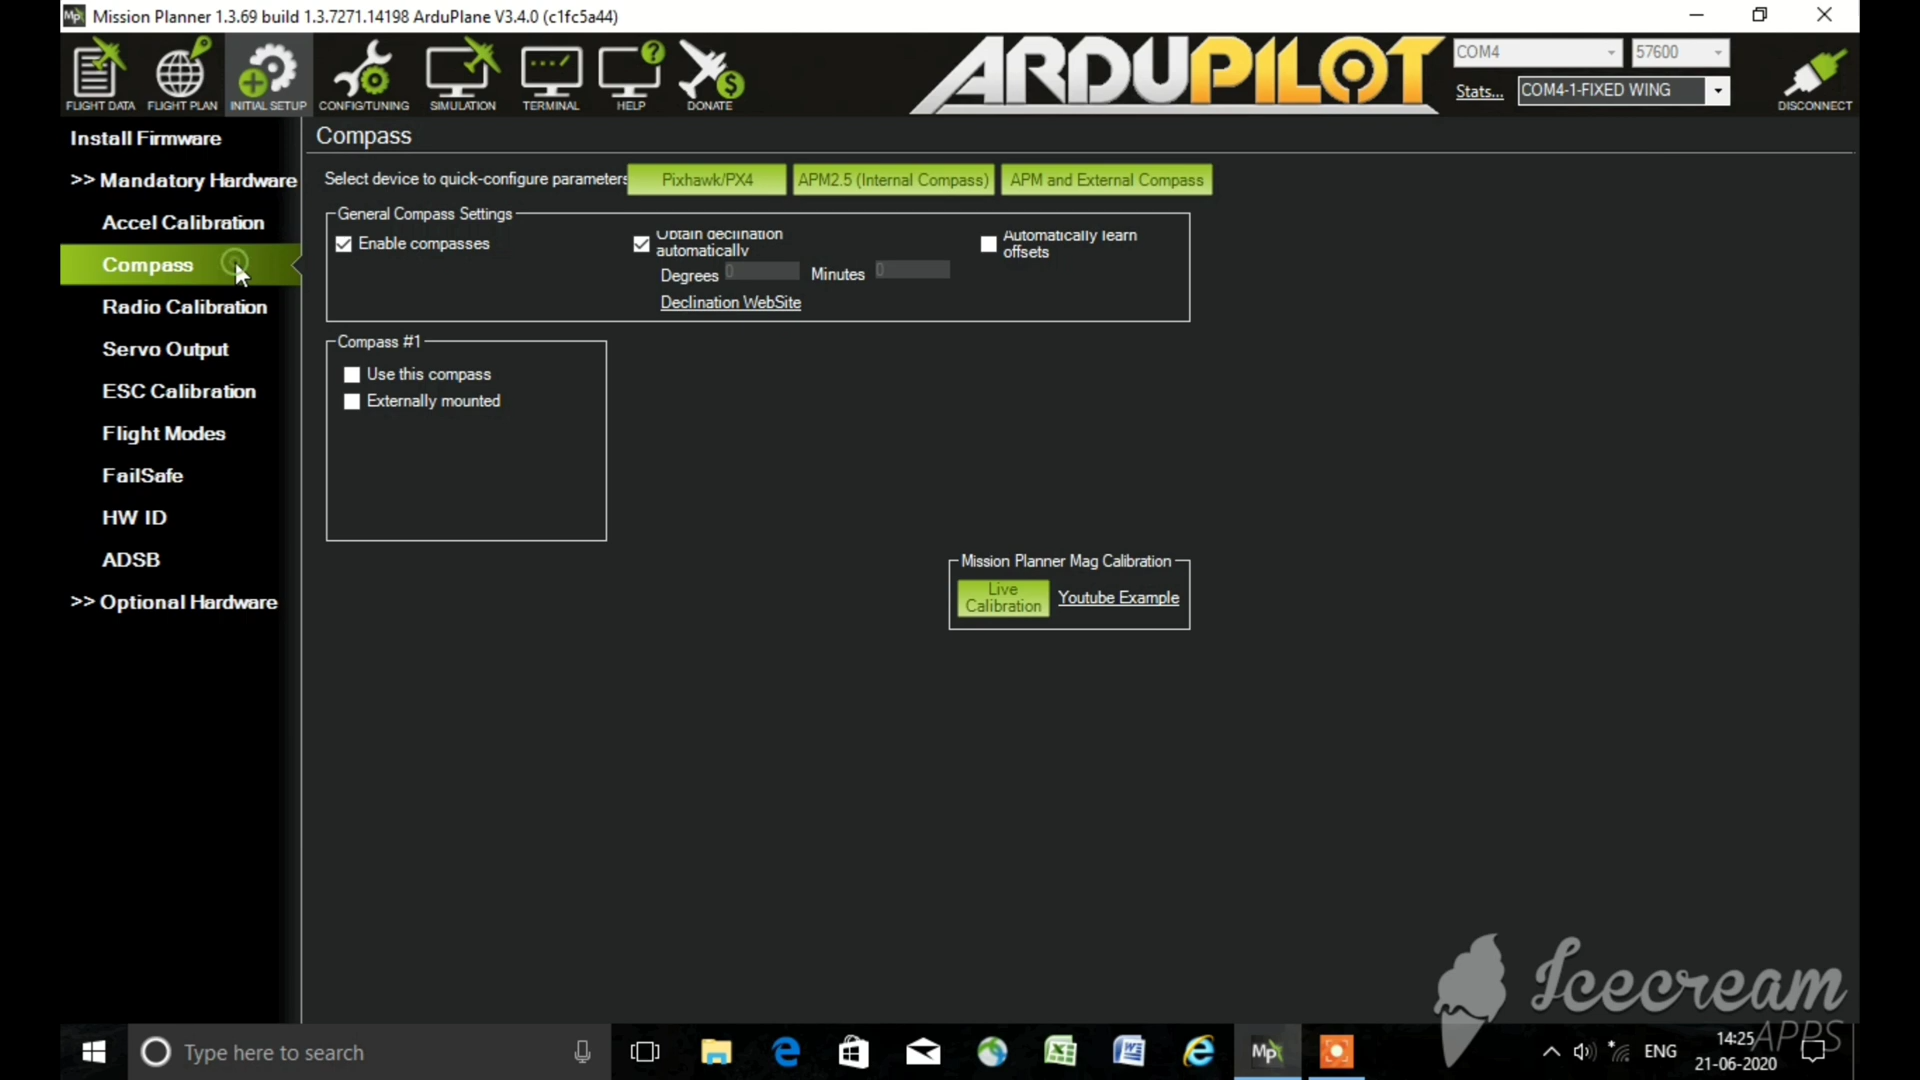 Mission Planner 1.3.69 build 1.3.7271.14198 ArduPlane V3.4.0 (c1fc5a44)
FLIGHT DATA
FLIGHT PLAN
INITIAL SETUP
CONFIG/TUNING
SIMULATION
TERMINAL
HELP
DONATE
ARDUPILOT
COM4
57600
Stats...
COM4-1-FIXED WING
DISCONNECT
Install Firmware
>> Mandatory Hardware
Accel Calibration
Compass
Radio Calibration
Servo Output
ESC Calibration
Flight Modes
FailSafe
HW ID
ADSB
>> Optional Hardware
Compass
Select device to quick-configure parameters
Pixhawk/PX4
APM2.5 (Internal Compass)
APM and External Compass
General Compass Settings
Enable compasses
Obtain declination
automatically
Degrees 0
Minutes 0
Declination WebSite
Automatically learn
offsets
Compass #1
Use this compass
Externally mounted
Mission Planner Mag Calibration
Live
Calibration
Youtube Example
Icecream
APPS
Type here to search
ENG
14:25
21-06-2020